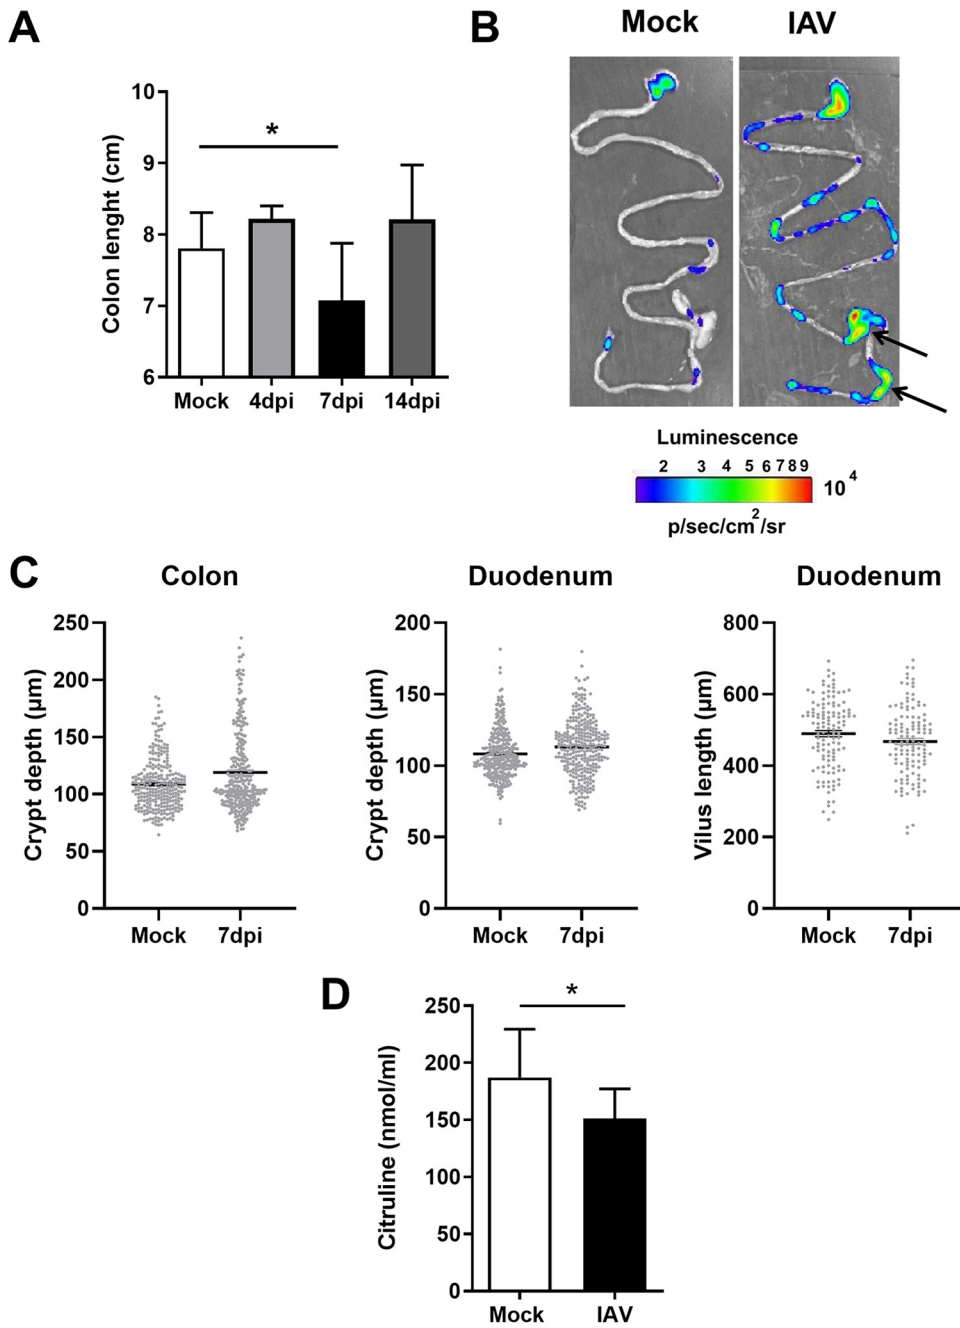 A
Colon lenght (cm)
10
9
8
7
6
*
Mock 4dpi 7dpi 14dpi
B
Mock IAV
Luminescence
2 3 4 5 6 7 8 9
10^4
p/sec/cm^2/sr
C
Colon
Crypt depth (µm)
250
200
150
100
50
0
Mock 7dpi
Duodenum
Crypt depth (µm)
200
150
100
50
0
Mock 7dpi
Duodenum
Vilus length (µm)
800
600
400
200
0
Mock 7dpi
D
Citruline (nmol/ml)
250
200
150
100
50
0
*
Mock IAV